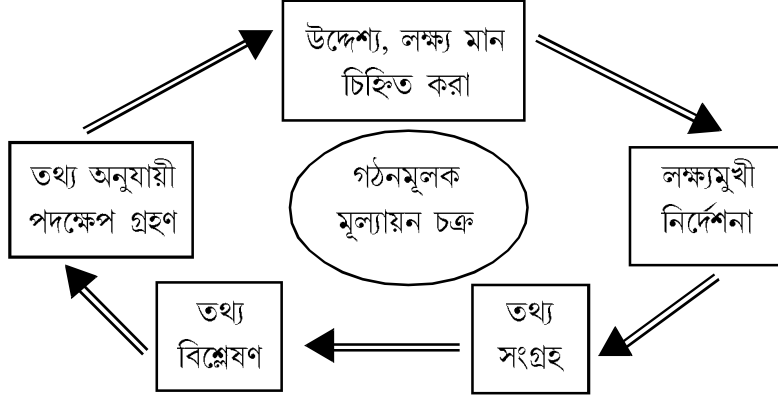 উদ্দেশ্য, লক্ষ্য মান
চিহ্নিত করা
লক্ষ্যমুখী
নির্দেশনা
তথ্য
সংগ্রহ
তথ্য
বিশ্লেষণ
তথ্য অনুযায়ী
পদক্ষেপ গ্রহণ
গঠনমূলক
মূল্যায়ন চক্র